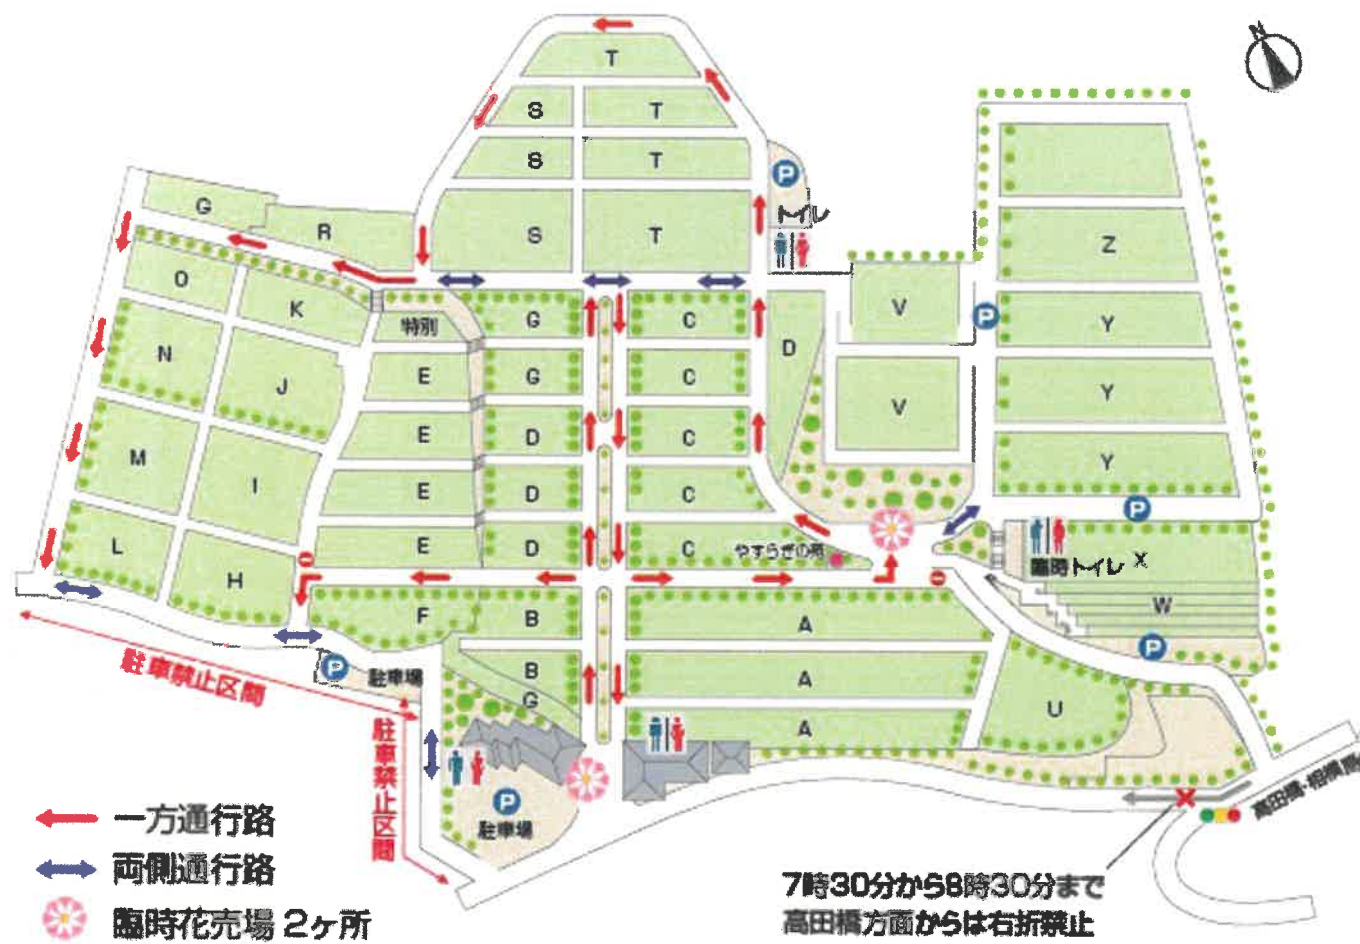 N
T
S
T
S
T
S
T
P
トイレ
G
R
O
K
N
J
M
I
L
H
特別
E
E
E
E
F
G
G
D
D
D
B
B
G
C
C
C
C
C
D
V
V
P
Z
Y
Y
Y
P
やすらぎの苑
臨時トイレ
X
W
P
A
A
A
U
P
駐車場
駐車禁止区間
駐車禁止区間
P
駐車場
高田橋・相模原
一方通行路
両側通行路
臨時花売場 2ヶ所
7時30分から8時30分まで
高田橋方面からは右折禁止